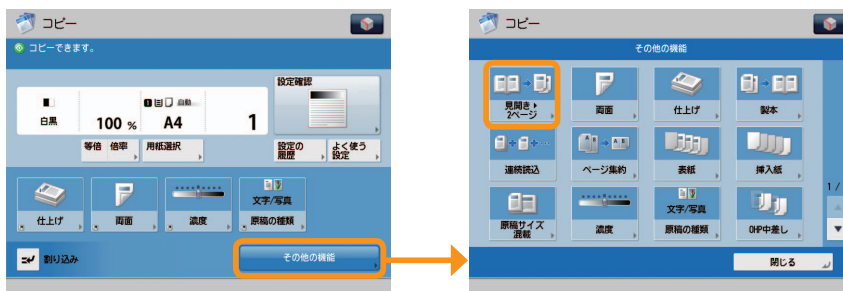 コピー
コピーできます。
設定確認
自動
白黒
100 %
A4
1
等倍
倍率
用紙選択
設定の
履歴
よく使う
設定
文字/写真
仕上げ
両面
濃度
原稿の種類
割り込み
その他の機能
コピー
その他の機能
見開き▶
2ページ
両面
仕上げ
製本
連続読込
ページ集約
表紙
挿入紙
文字/写真
原稿サイズ
混載
濃度
原稿の種類
OHP中差し
1 /
閉じる